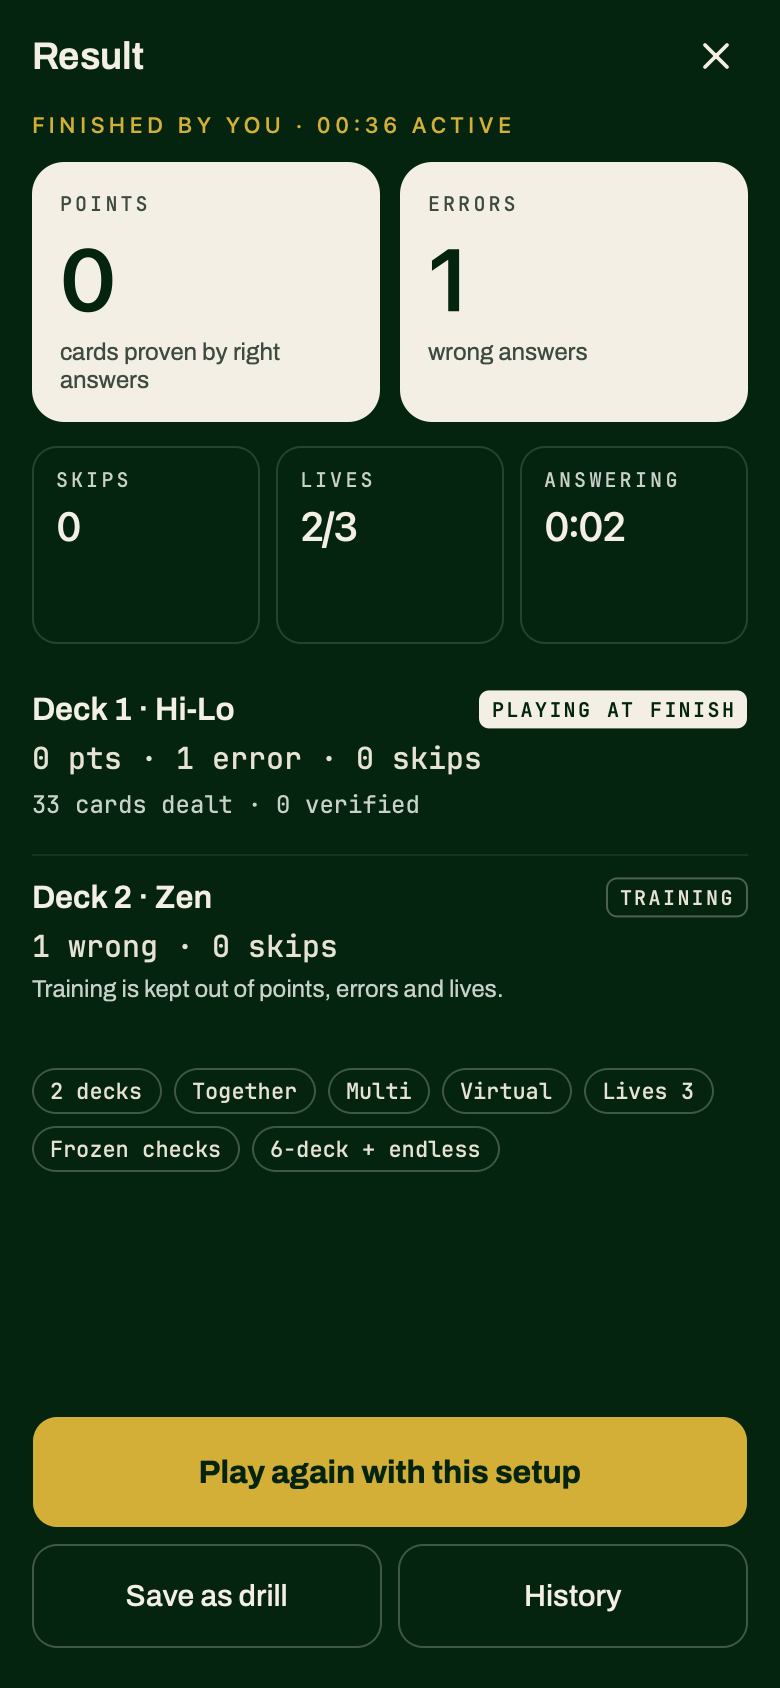 Result
FINISHED BY YOU · 00:36 ACTIVE
POINTS
0
cards proven by right
answers
ERRORS
1
wrong answers
SKIPS
0
LIVES
2/3
ANSWERING
0:02
Deck 1 · Hi-Lo
PLAYING AT FINISH
0 pts · 1 error · 0 skips
33 cards dealt · 0 verified
Deck 2 · Zen
TRAINING
1 wrong · 0 skips
Training is kept out of points, errors and lives.
2 decks
Together
Multi
Virtual
Lives 3
Frozen checks
6-deck + endless
Play again with this setup
Save as drill
History